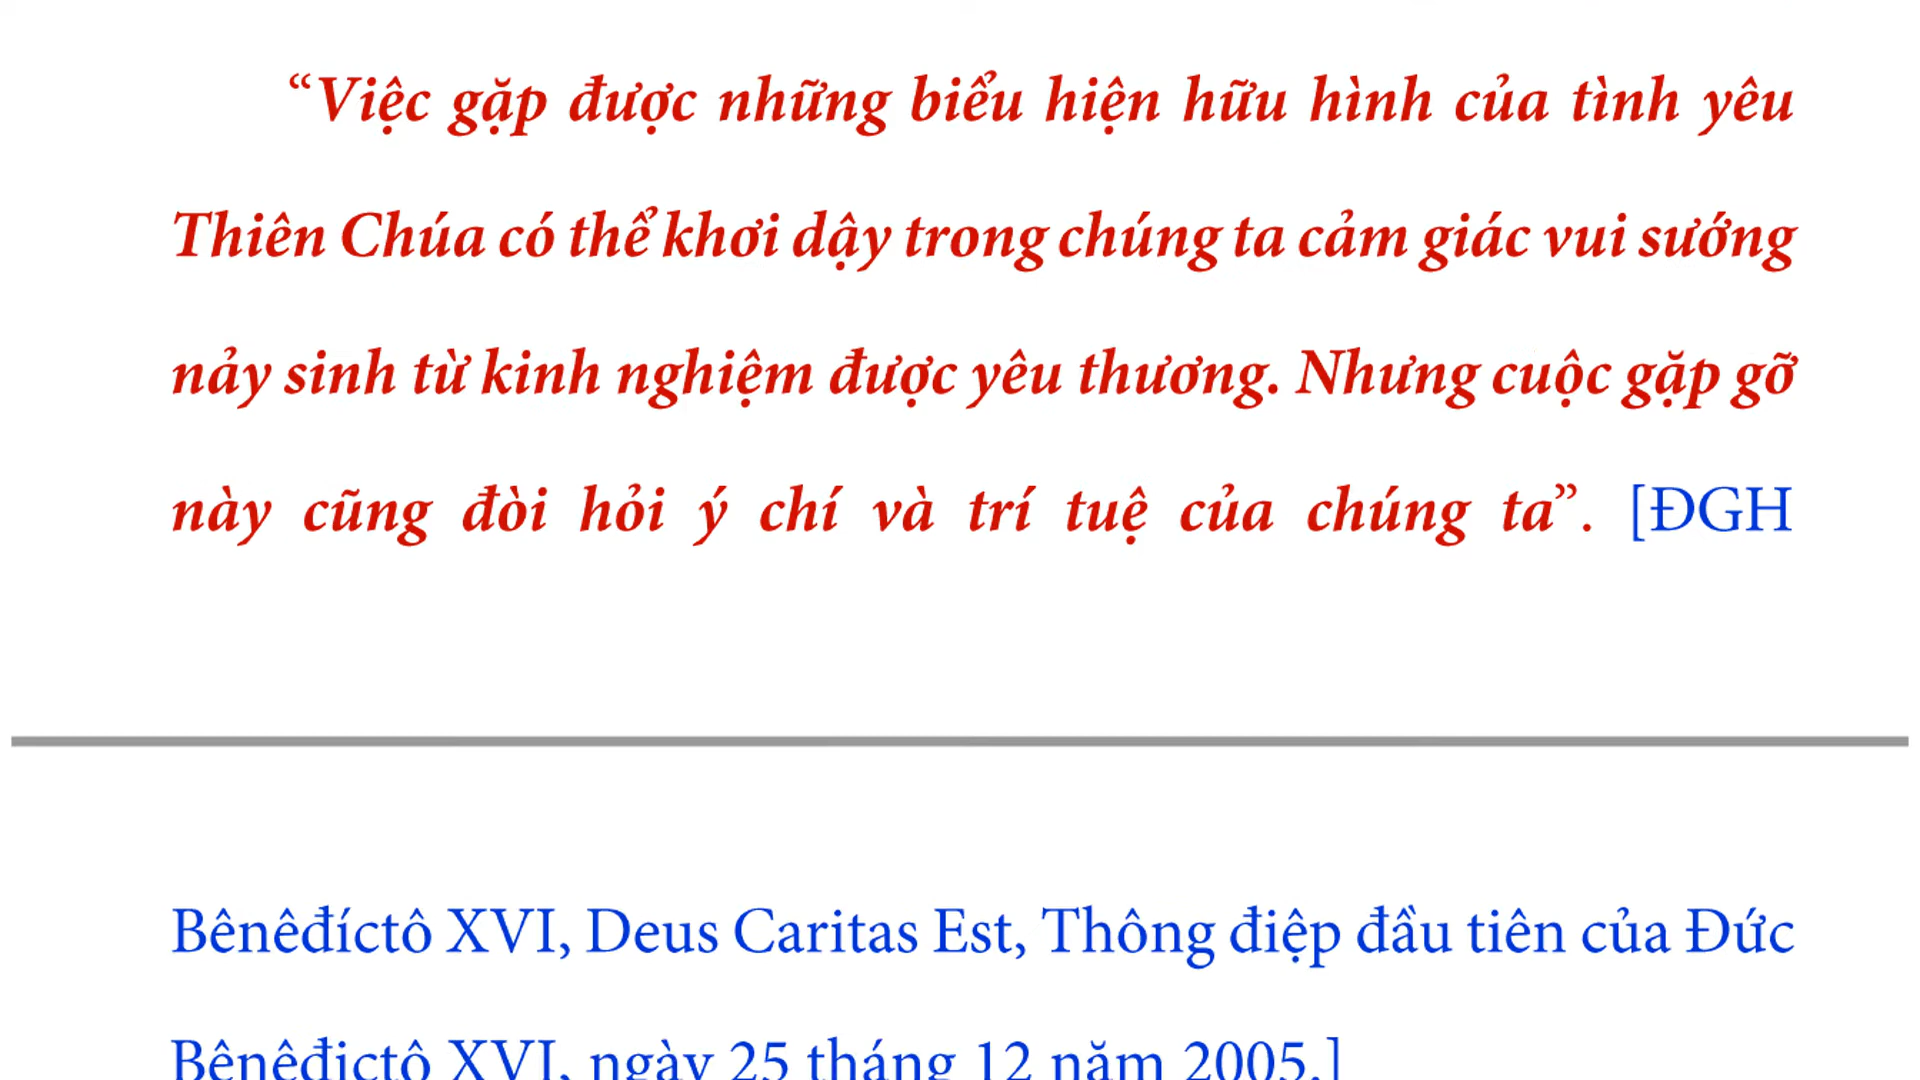 “Việc gặp được những biểu hiện hữu hình của tình yêu
Thiên Chúa có thể khơi dậy trong chúng ta cảm giác vui sướng
nảy sinh từ kinh nghiệm được yêu thương. Nhưng cuộc gặp gỡ
này cũng đòi hỏi ý chí và trí tuệ của chúng ta”. [ĐGH
Bênêđíctô XVI, Deus Caritas Est, Thông điệp đầu tiên của Đức
Bênêđictô XVI, ngày 25 tháng 12 năm 2005.]